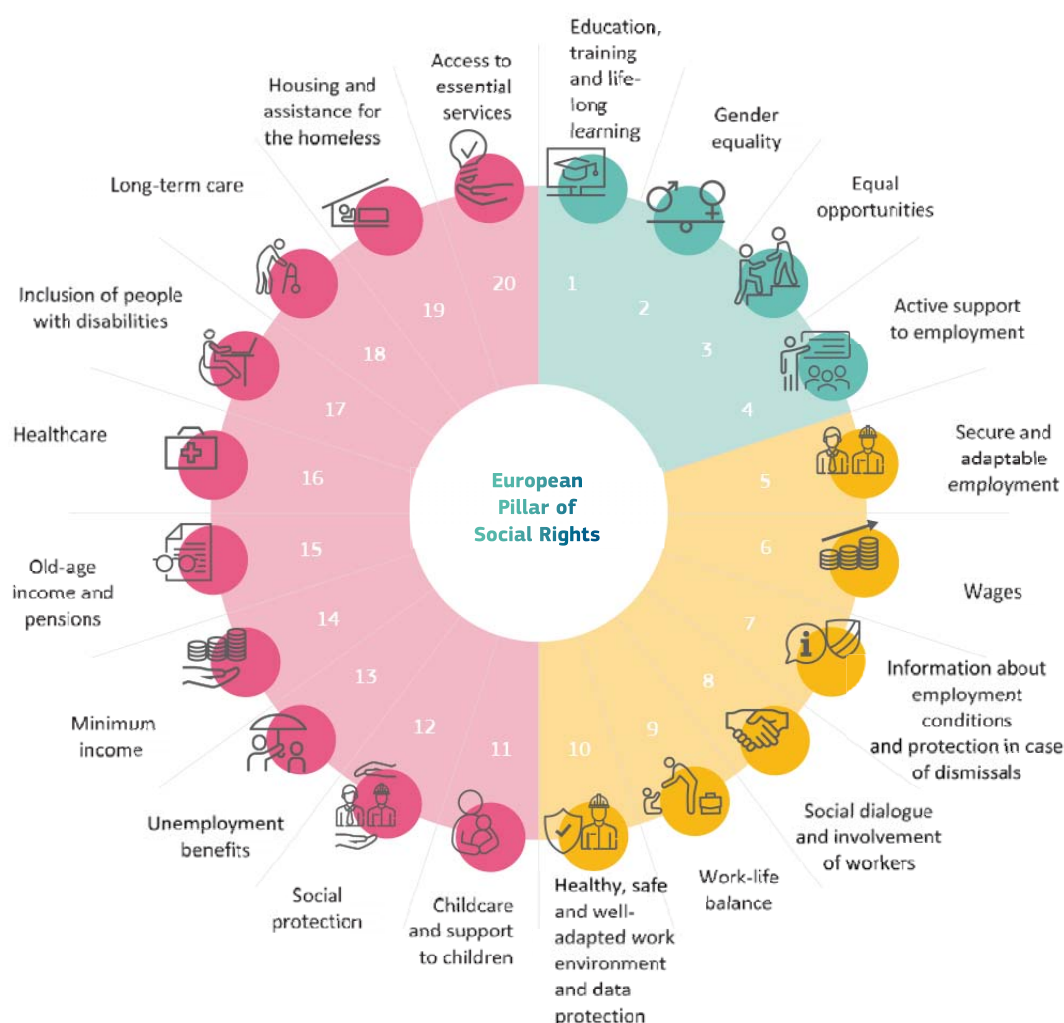 Education,
training
and life-
long
learning
Gender
equality
Equal
opportunities
Active support
to employment
Secure and
adaptable
employment
Wages
Information about
employment
conditions
and protection in case
of dismissals
Social dialogue
and involvement
of workers
Work-life
balance
Healthy, safe
and well-
adapted work
environment
and data
protection
Childcare
and support
to children
Social
protection
Unemployment
benefits
Minimum
income
Old-age
income and
pensions
Healthcare
Inclusion of people
with disabilities
Long-term care
Housing and
assistance for
the homeless
Access to
essential
services
1
2
3
4
5
6
7
8
9
10
11
12
13
14
15
16
17
18
19
20
European
Pillar of
Social Rights
i